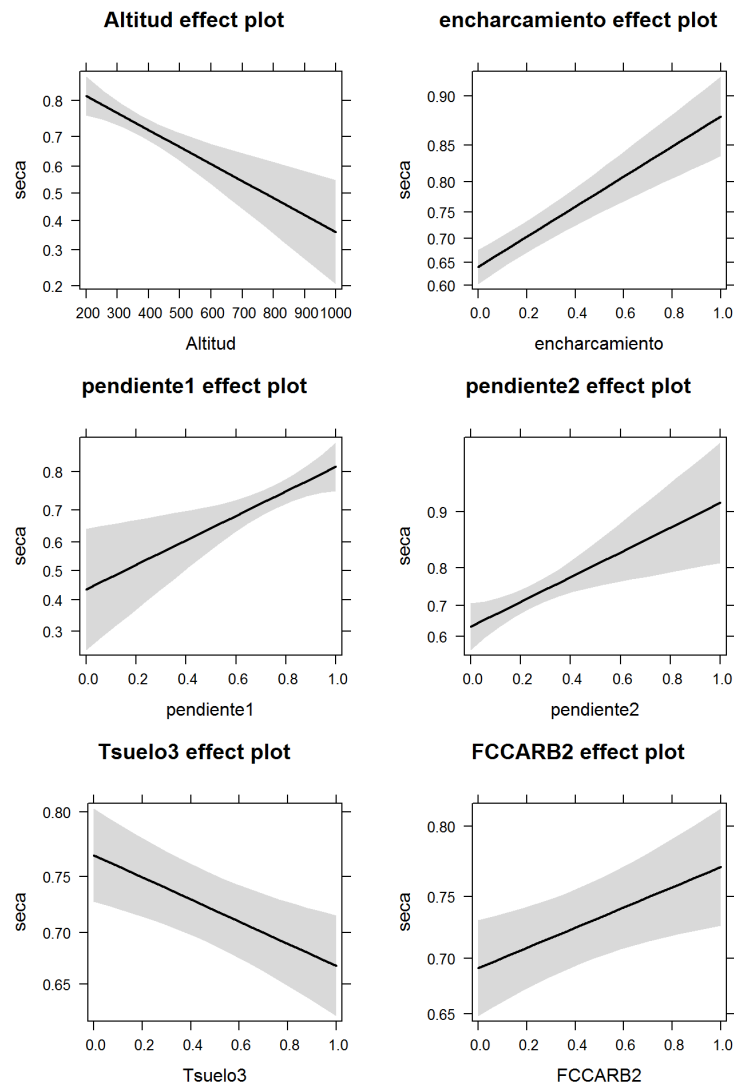 Altitud effect plot
seca
0.8
0.7
0.6
0.5
0.4
0.3
0.2
200 300 400 500 600 700 800 9001000
Altitud
encharcamiento effect plot
seca
0.90
0.85
0.80
0.75
0.70
0.65
0.60
0.0 0.2 0.4 0.6 0.8 1.0
encharcamiento
pendiente1 effect plot
seca
0.8
0.7
0.6
0.5
0.4
0.3
0.0 0.2 0.4 0.6 0.8 1.0
pendiente1
pendiente2 effect plot
seca
0.9
0.8
0.7
0.6
0.0 0.2 0.4 0.6 0.8 1.0
pendiente2
Tsuelo3 effect plot
seca
0.80
0.75
0.70
0.65
0.0 0.2 0.4 0.6 0.8 1.0
Tsuelo3
FCCARB2 effect plot
seca
0.80
0.75
0.70
0.65
0.0 0.2 0.4 0.6 0.8 1.0
FCCARB2